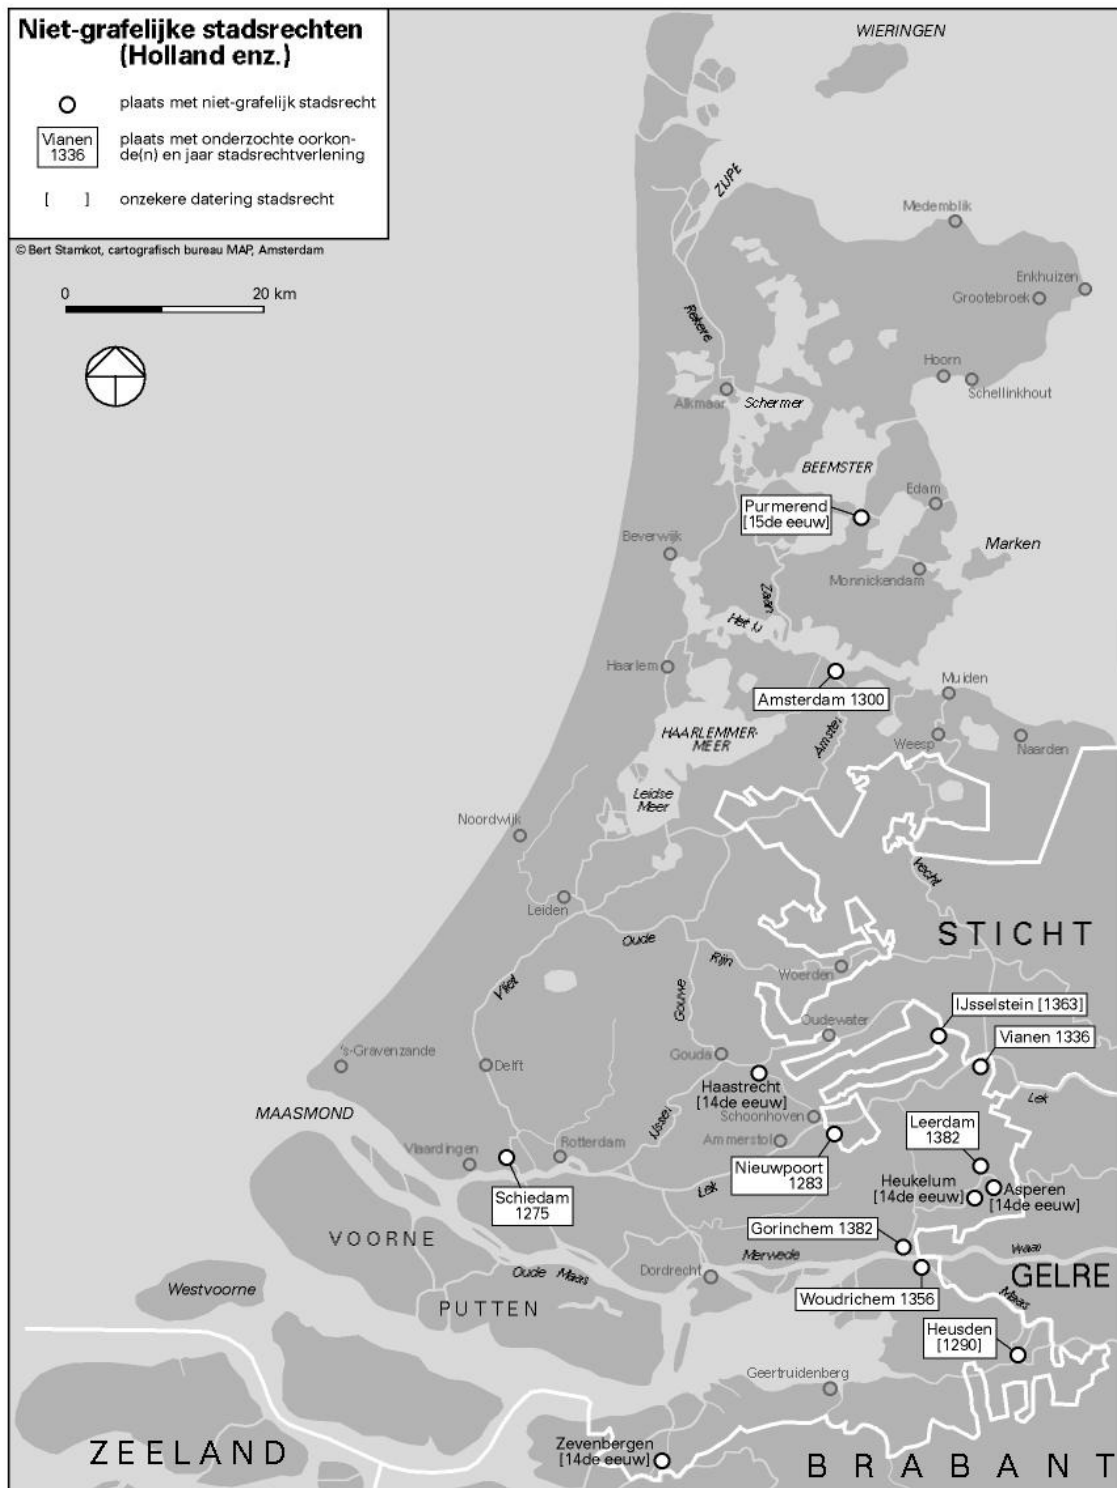 Niet-grafelijke stadsrechten
(Holland enz.)
plaats met niet-grafelijk stadsrecht
Vianen
1336
plaats met onderzochte oorkon-
de(n) en jaar stadsrechtverlening
[ ]
onzekere datering stadsrecht
© Bert Stamkot, cartografisch bureau MAP, Amsterdam
0
20 km
WIERINGEN
ZIJPE
Medemblik
Enkhuizen
Grootebroek
Rekere
Hoorn
Schellinkhout
Alkmaar
Schermer
BEEMSTER
Edam
Purmerend
[15de eeuw]
Beverwijk
Marken
Monnickendam
Zaan
Het IJ
Haarlem
Muiden
Amsterdam 1300
HAARLEMMER-
MEER
Amstel
Weesp
Naarden
Leidse
Meer
Noordwijk
Vecht
Leiden
Oude
STICHT
Rijn
Woerden
Vliet
Gouwe
IJsselstein [1363]
Oudewater
Vianen 1336
's-Gravenzande
Delft
Gouda
Haastrecht
[14de eeuw]
Lek
MAASMOND
IJssel
Schoonhoven
Leerdam
1382
Vlaardingen
Rotterdam
Ammerstol
Nieuwpoort
1283
Lek
Heukelum
[14de eeuw]
Asperen
[14de eeuw]
Schiedam
1275
Gorinchem 1382
VOORNE
Merwede
Waal
Oude Maas
Dordrecht
GELRE
Westvoorne
PUTTEN
Woudrichem 1356
Maas
Heusden
[1290]
Geertruidenberg
Zevenbergen
[14de eeuw]
ZEELAND
BRABANT